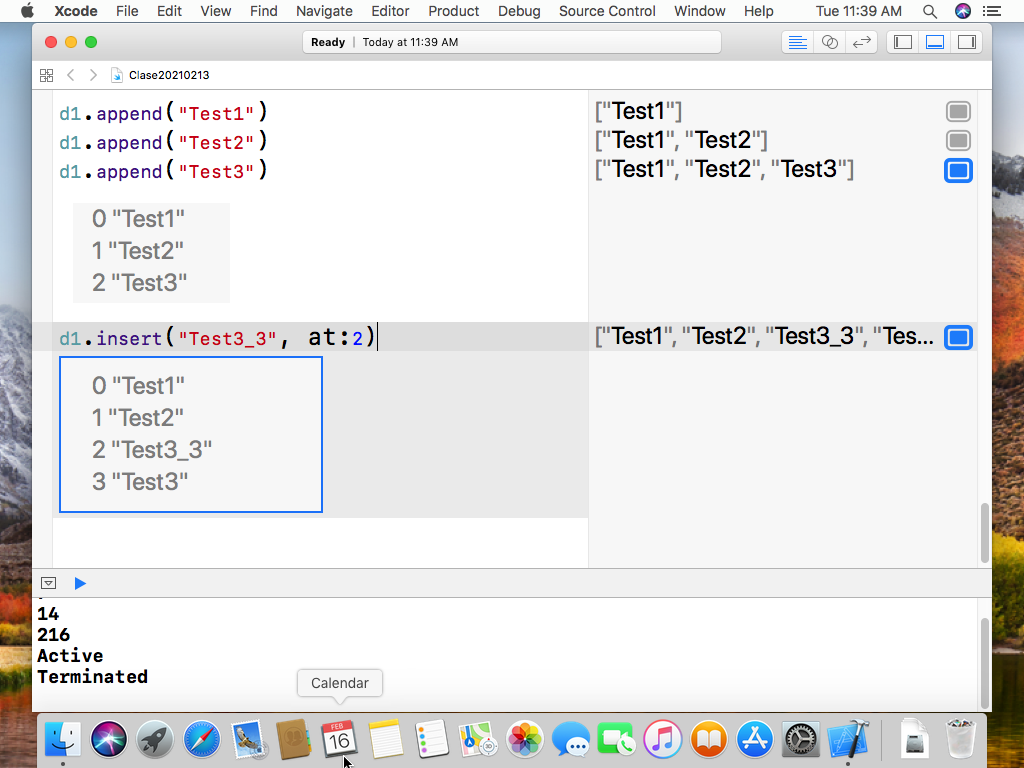 Xcode File Edit View Find Navigate Editor Product Debug Source Control Window Help Tue 11:39 AM
Ready | Today at 11:39 AM
Clase20210213
d1.append("Test1") ["Test1"]
d1.append("Test2") ["Test1", "Test2"]
d1.append("Test3") ["Test1", "Test2", "Test3"]
0 "Test1"
1 "Test2"
2 "Test3"
d1.insert("Test3_3", at:2) ["Test1", "Test2", "Test3_3", "Tes...
0 "Test1"
1 "Test2"
2 "Test3_3"
3 "Test3"
14
216
Active
Terminated
Calendar
FEB
16